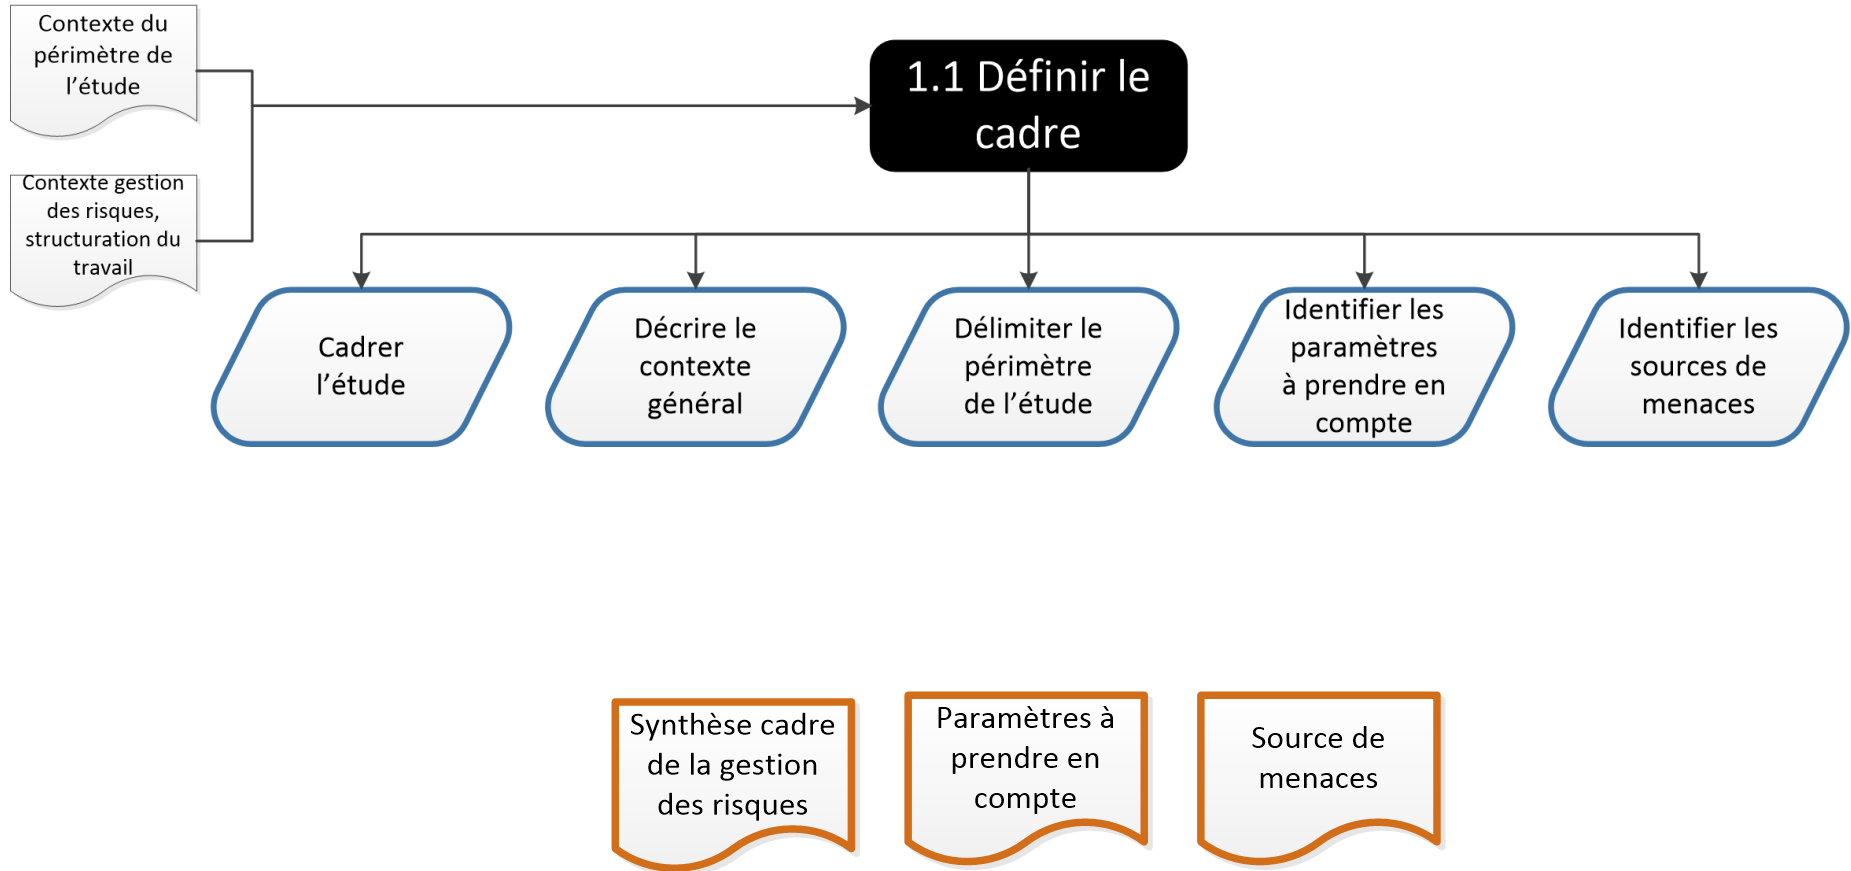 Contexte du
périmètre de
l’étude
1.1 Définir le
cadre
Contexte gestion
des risques,
structuration du
travail
Cadrer
l’étude
Décrire le
contexte
général
Délimiter le
périmètre
de l’étude
Identifier les
paramètres
à prendre en
compte
Identifier les
sources de
menaces
Synthèse cadre
de la gestion
des risques
Paramètres à
prendre en
compte
Source de
menaces